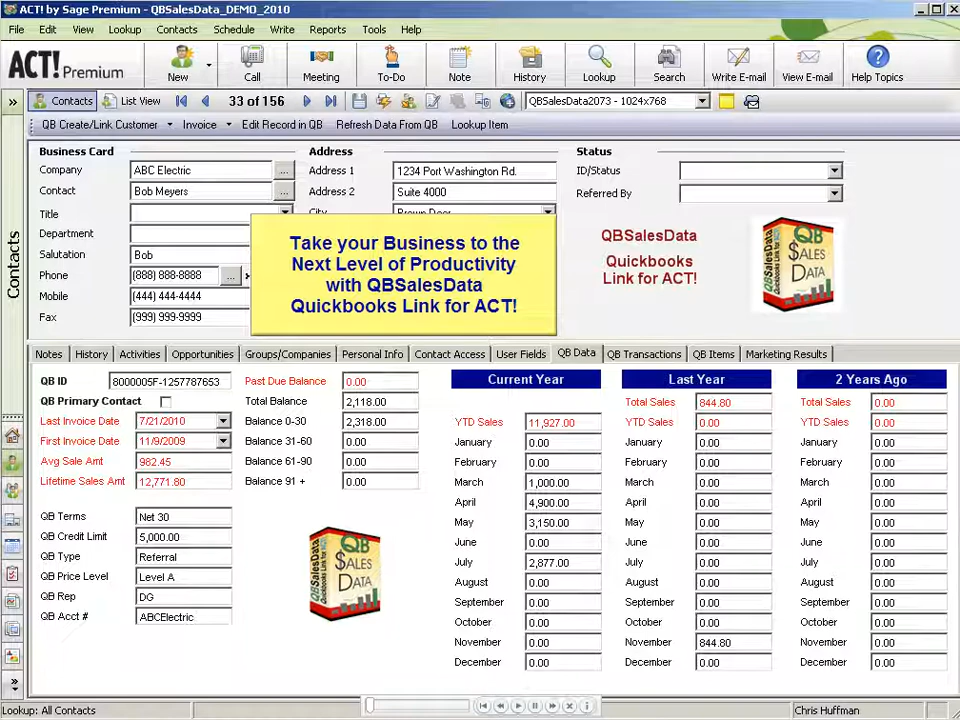 ACT! by Sage Premium - QBSalesData_DEMO_2010
File Edit View Lookup Contacts Schedule Write Reports Tools Help
ACT! Premium New Call Meeting To-Do Note History Lookup Search Write E-mail View E-mail Help Topics
Contacts List View 33 of 156 QBSalesData2073 - 1024x768
QB Create/Link Customer Invoice Edit Record in QB Refresh Data From QB Lookup Item
Contacts
Business Card Address Status
Company ABC Electric ... Address 1 1234 Port Washington Rd. ID/Status
Contact Bob Meyers ... Address 2 Suite 4000 Referred By
Title City Brown Deer
Department
Salutation Bob
Phone (888) 888-8888 ...
Mobile (444) 444-4444
Fax (999) 999-9999
Take your Business to the
Next Level of Productivity
with QBSalesData
Quickbooks Link for ACT!
QBSalesData
Quickbooks
Link for ACT!
QB
$ALES
DATA
QBSalesData
Quickbooks Link for ACT!
Notes History Activities Opportunities Groups/Companies Personal Info Contact Access User Fields QB Data QB Transactions QB Items Marketing Results
QB ID 8000005F-1257787653
QB Primary Contact
Last Invoice Date 7/21/2010
First Invoice Date 11/9/2009
Avg Sale Amt 982.45
Lifetime Sales Amt 12,771.80
QB Terms Net 30
QB Credit Limit 5,000.00
QB Type Referral
QB Price Level Level A
QB Rep DG
QB Acct # ABCElectric
Past Due Balance 0.00
Total Balance 2,118.00
Balance 0-30 2,318.00
Balance 31-60 0.00
Balance 61-90 0.00
Balance 91 + 0.00
QB
$ALES
DATA
QBSalesData
Quickbooks Link for ACT!
Current Year
YTD Sales 11,927.00
January 0.00
February 0.00
March 1,000.00
April 4,900.00
May 3,150.00
June 0.00
July 2,877.00
August 0.00
September 0.00
October 0.00
November 0.00
December 0.00
Last Year
Total Sales 844.80
YTD Sales 0.00
January 0.00
February 0.00
March 0.00
April 0.00
May 0.00
June 0.00
July 0.00
August 0.00
September 0.00
October 0.00
November 844.80
December 0.00
2 Years Ago
Total Sales 0.00
YTD Sales 0.00
January 0.00
February 0.00
March 0.00
April 0.00
May 0.00
June 0.00
July 0.00
August 0.00
September 0.00
October 0.00
November 0.00
December 0.00
Lookup: All Contacts Chris Huffman